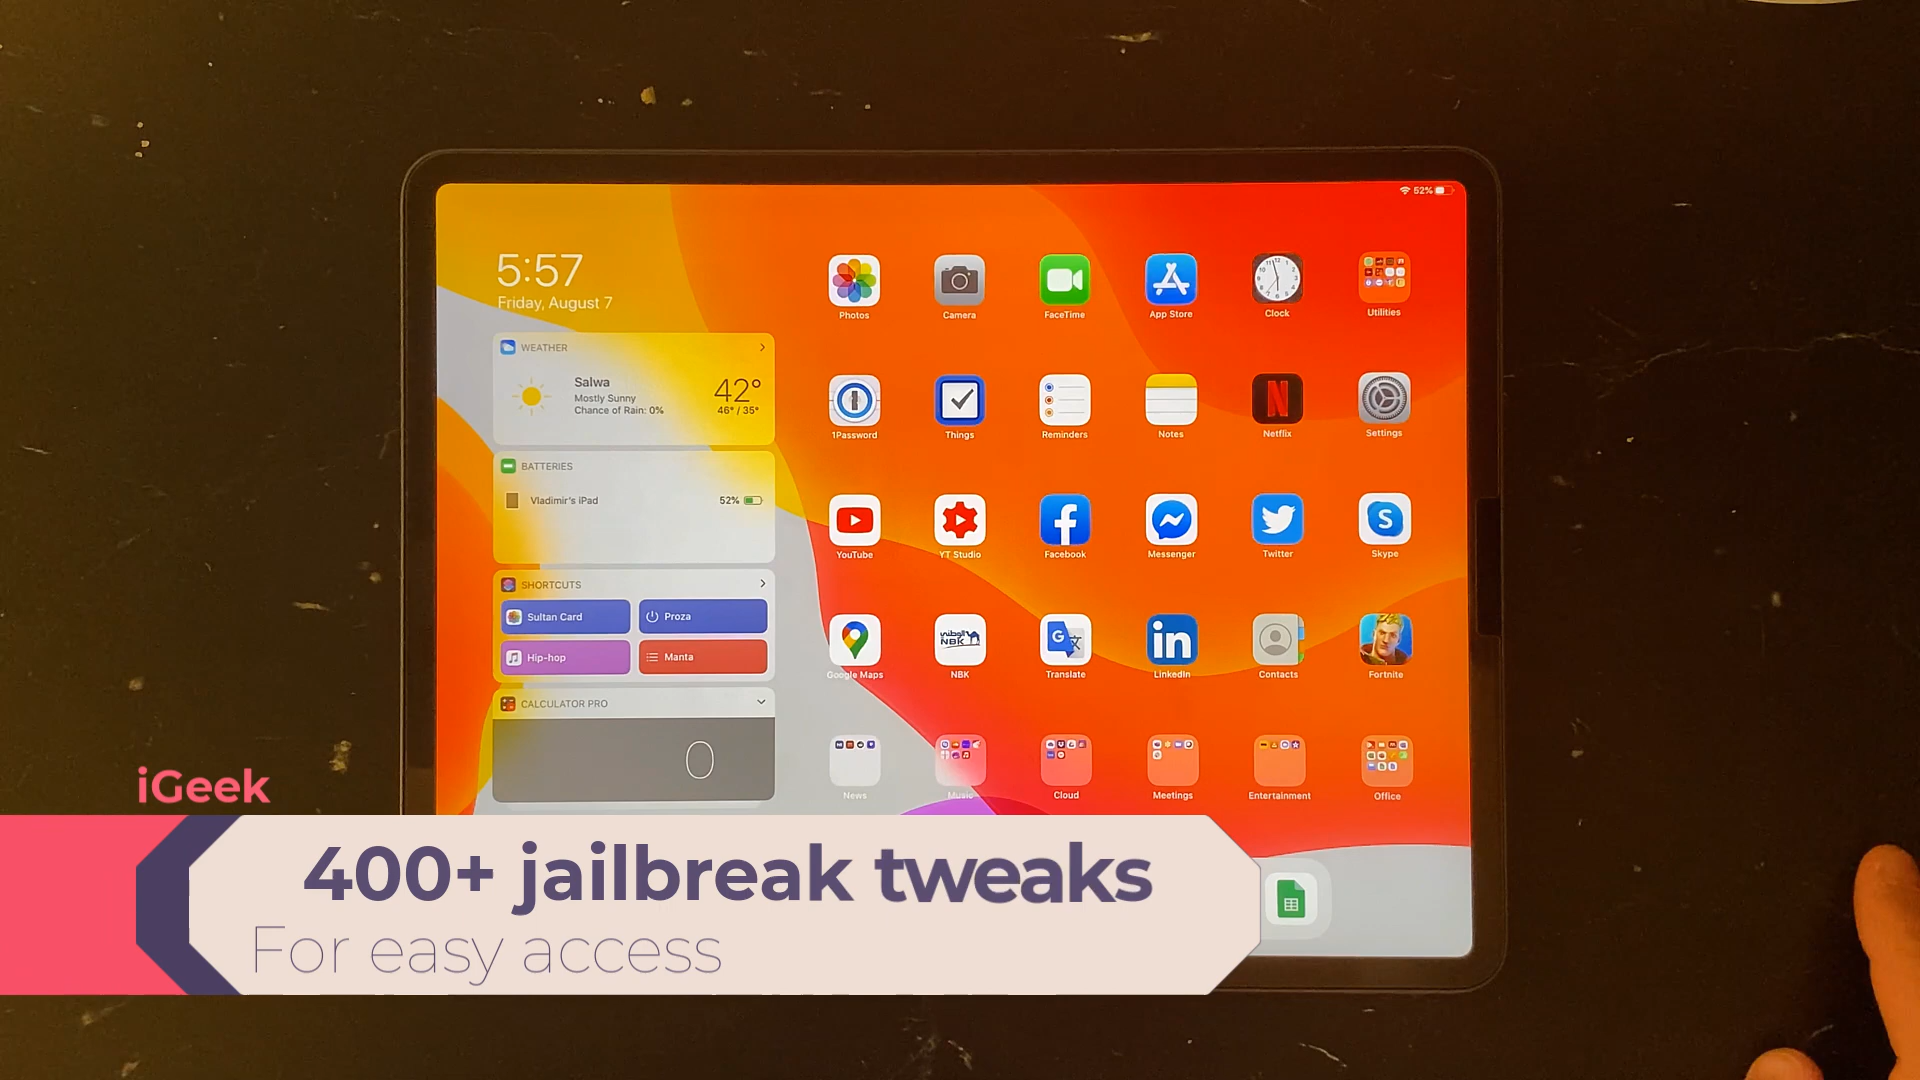 52%
5:57
Friday, August 7
WEATHER
Salwa
Mostly Sunny
Chance of Rain: 0%
42°
46° / 35°
BATTERIES
Vladimir's iPad
52%
SHORTCUTS
Sultan Card
Proza
Hip-hop
Manta
CALCULATOR PRO
0
Photos
Camera
FaceTime
App Store
Clock
Utilities
1Password
Things
Reminders
Notes
Netflix
Settings
YouTube
YT Studio
Facebook
Messenger
Twitter
Skype
Google Maps
الوطني
NBK
NBK
Translate
LinkedIn
Contacts
Fortnite
News
Music
Cloud
Meetings
Entertainment
Office
iGeek
400+ jailbreak tweaks
For easy access